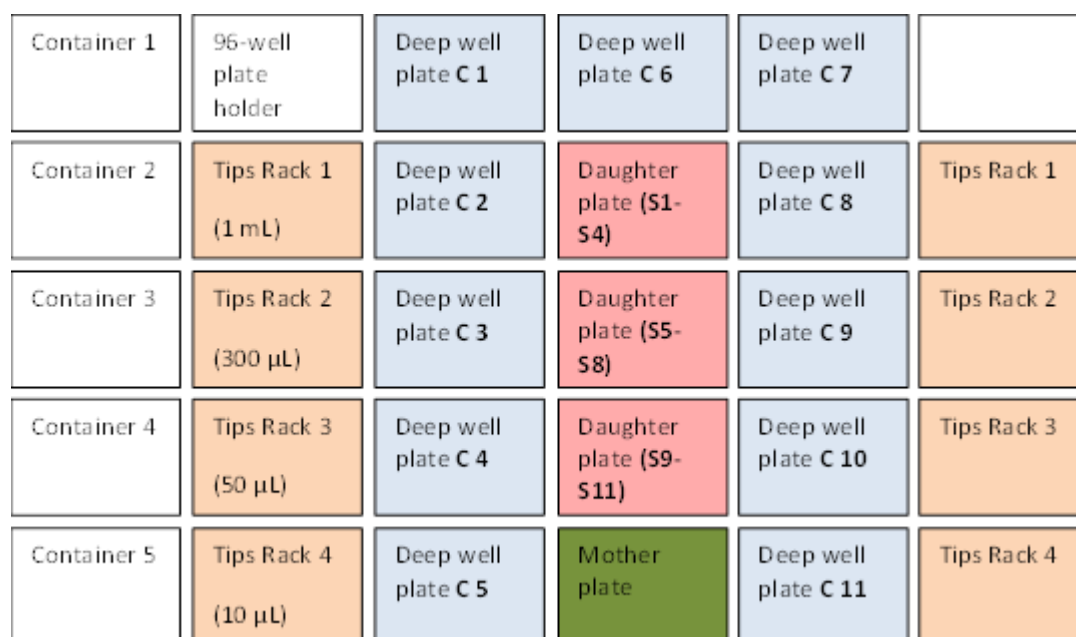 Container 1
96-well
plate
holder
Deep well
plate C 1
Deep well
plate C 6
Deep well
plate C 7
Container 2
Tips Rack 1
(1 mL)
Deep well
plate C 2
Daughter
plate (S1-
S4)
Deep well
plate C 8
Tips Rack 1
Container 3
Tips Rack 2
(300 µL)
Deep well
plate C 3
Daughter
plate (S5-
S8)
Deep well
plate C 9
Tips Rack 2
Container 4
Tips Rack 3
(50 µL)
Deep well
plate C 4
Daughter
plate (S9-
S11)
Deep well
plate C 10
Tips Rack 3
Container 5
Tips Rack 4
(10 µL)
Deep well
plate C 5
Mother
plate
Deep well
plate C 11
Tips Rack 4